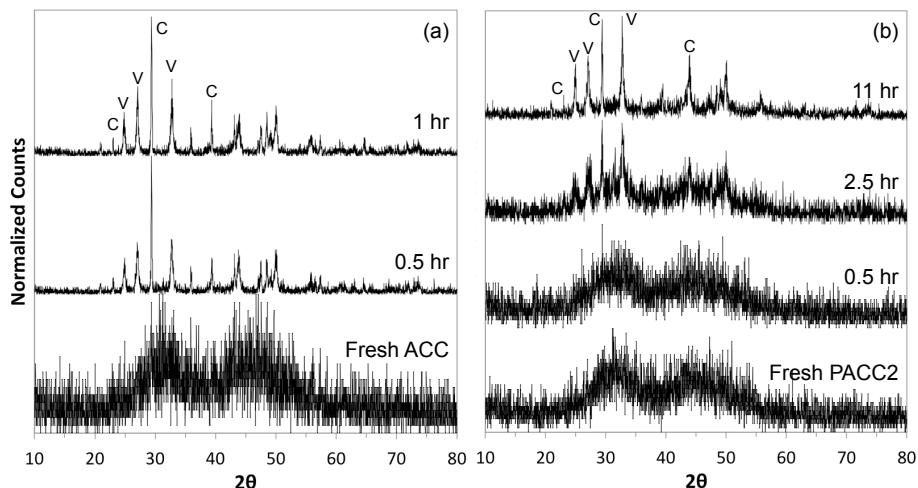 (a)
C
V
V
C
V
C
1 hr
0.5 hr
Fresh ACC
Normalized Counts
10 20 30 40 50 60 70 80
2θ
(b)
C
V
V
V
C
C
11 hr
2.5 hr
0.5 hr
Fresh PACC2
10 20 30 40 50 60 70 80
2θ